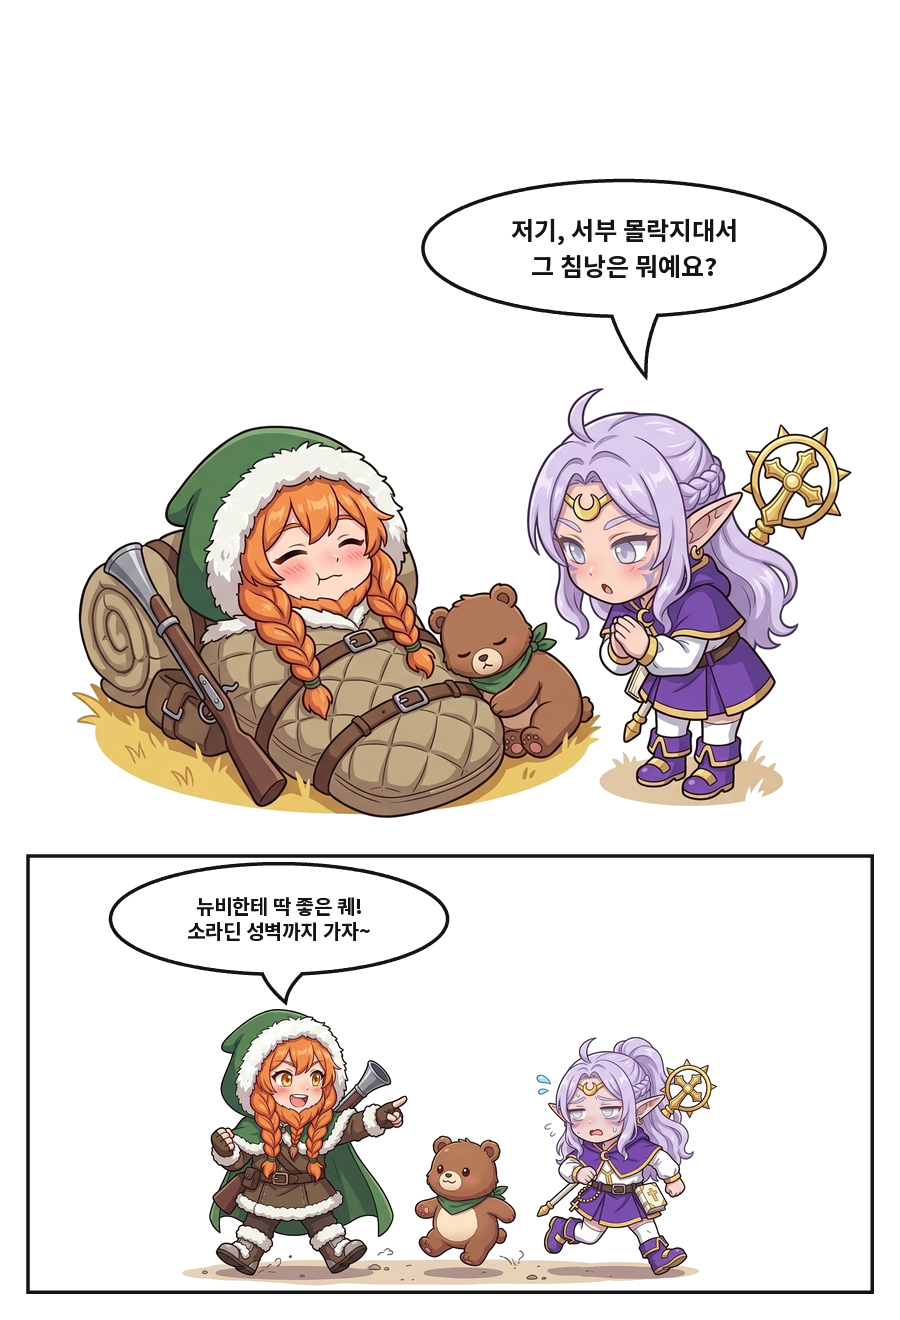 저기, 서부 몰락지대서
그 침낭은 뭐예요?
뉴비한테 딱 좋은 퀘!
소라딘 성벽까지 가자~